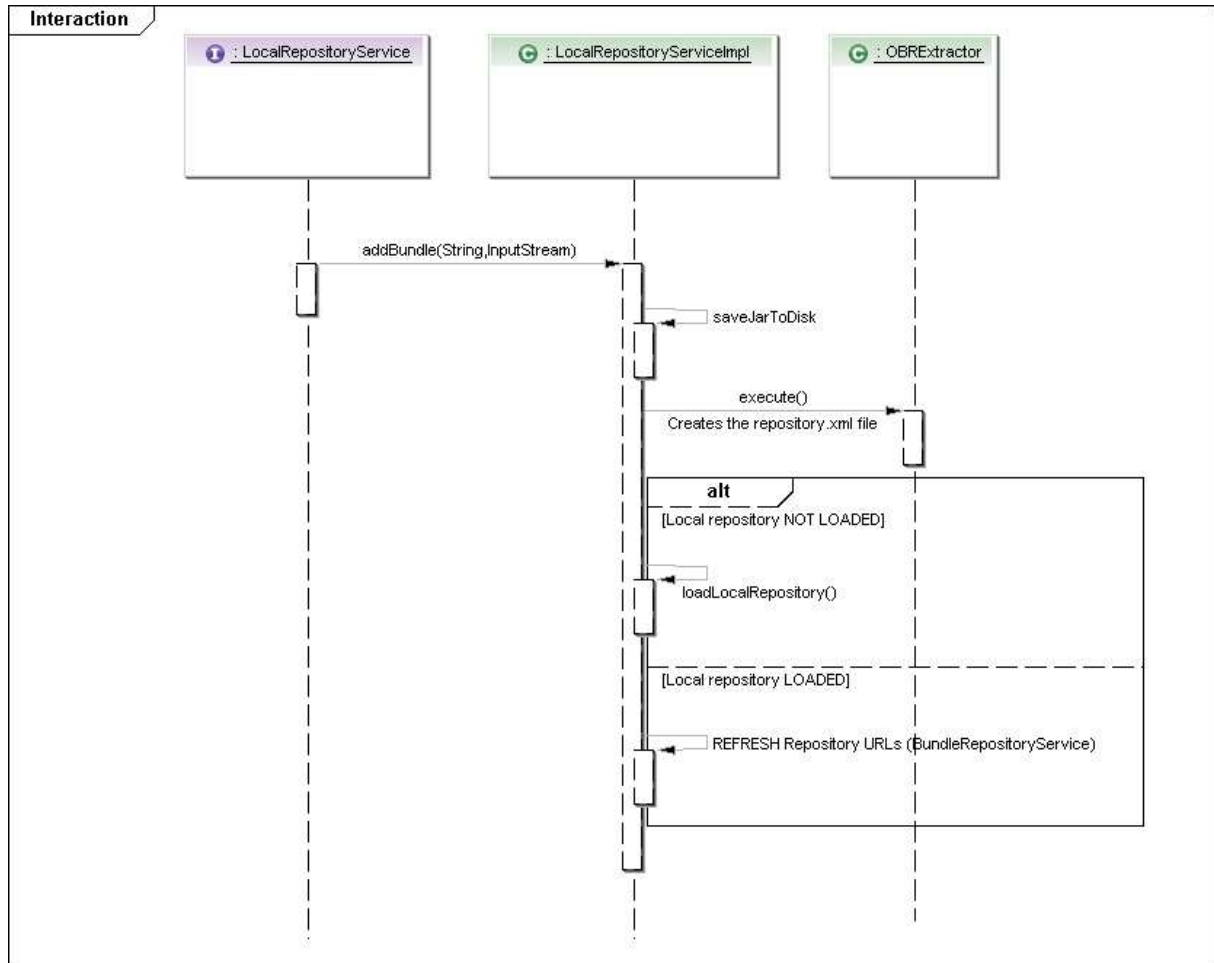 Interaction
I : LocalRepositoryService
C : LocalRepositoryServiceImpl
C : OBRExtractor
addBundle(String,InputStream)
saveJarToDisk
execute()
Creates the repository.xml file
alt
[Local repository NOT LOADED]
loadLocalRepository()
[Local repository LOADED]
REFRESH Repository URLs (BundleRepositoryService)